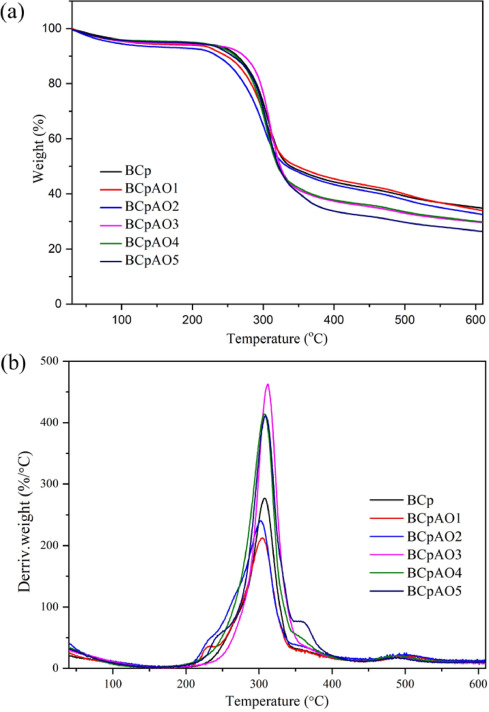 (a)
100
80
60
40
20
0
Weight (%)
BCp
BCpAO1
BCpAO2
BCpAO3
BCpAO4
BCpAO5
100 200 300 400 500 600
Temperature (°C)
(b)
500
400
300
200
100
0
Derriv.weight (%/°C)
BCp
BCpAO1
BCpAO2
BCpAO3
BCpAO4
BCpAO5
100 200 300 400 500 600
Temperature (°C)